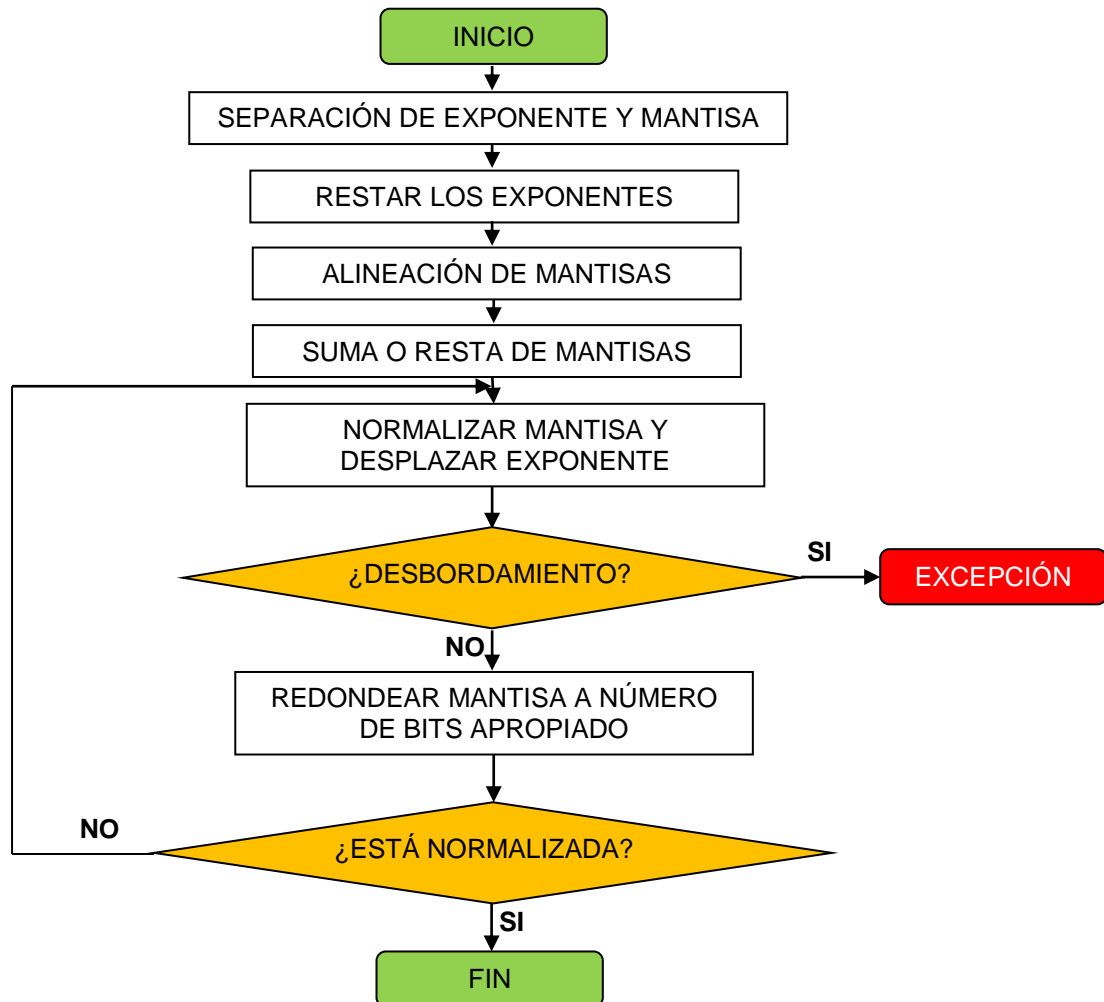 INICIO
SEPARACIÓN DE EXPONENTE Y MANTISA
RESTAR LOS EXPONENTES
ALINEACIÓN DE MANTISAS
SUMA O RESTA DE MANTISAS
NORMALIZAR MANTISA Y
DESPLAZAR EXPONENTE
¿DESBORDAMIENTO?
SI
EXCEPCIÓN
NO
REDONDEAR MANTISA A NÚMERO
DE BITS APROPIADO
¿ESTÁ NORMALIZADA?
NO
SI
FIN